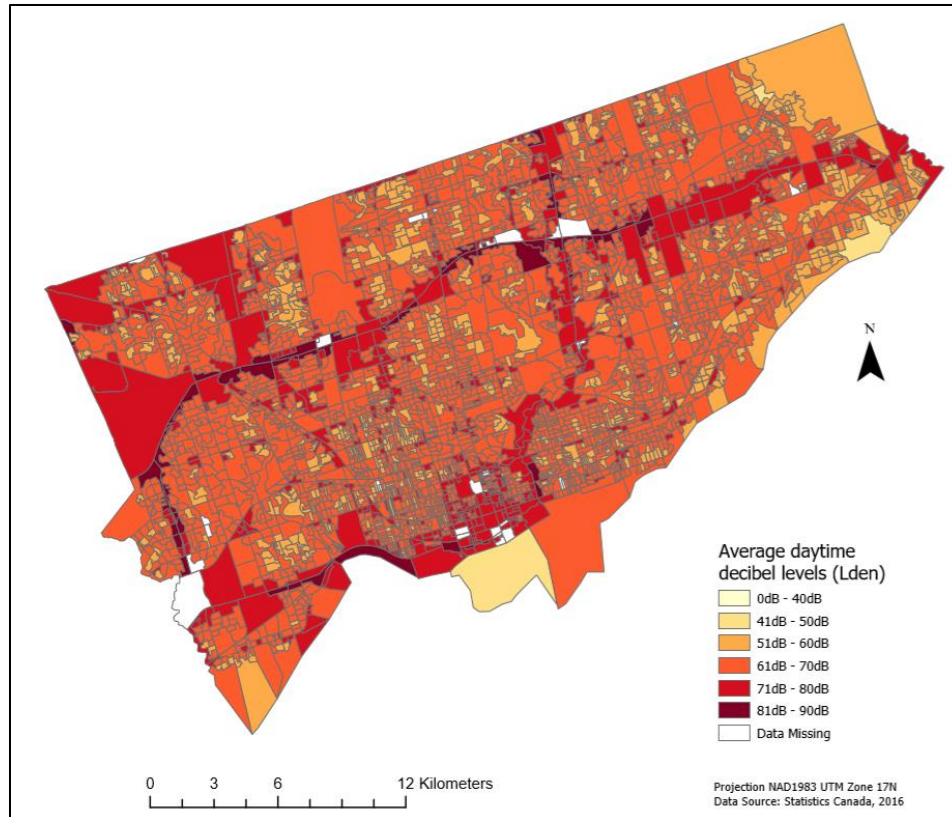 N
Average daytime
decibel levels (Lden)
0dB - 40dB
41dB - 50dB
51dB - 60dB
61dB - 70dB
71dB - 80dB
81dB - 90dB
Data Missing
0 3 6 12 Kilometers
Projection NAD1983 UTM Zone 17N
Data Source: Statistics Canada, 2016